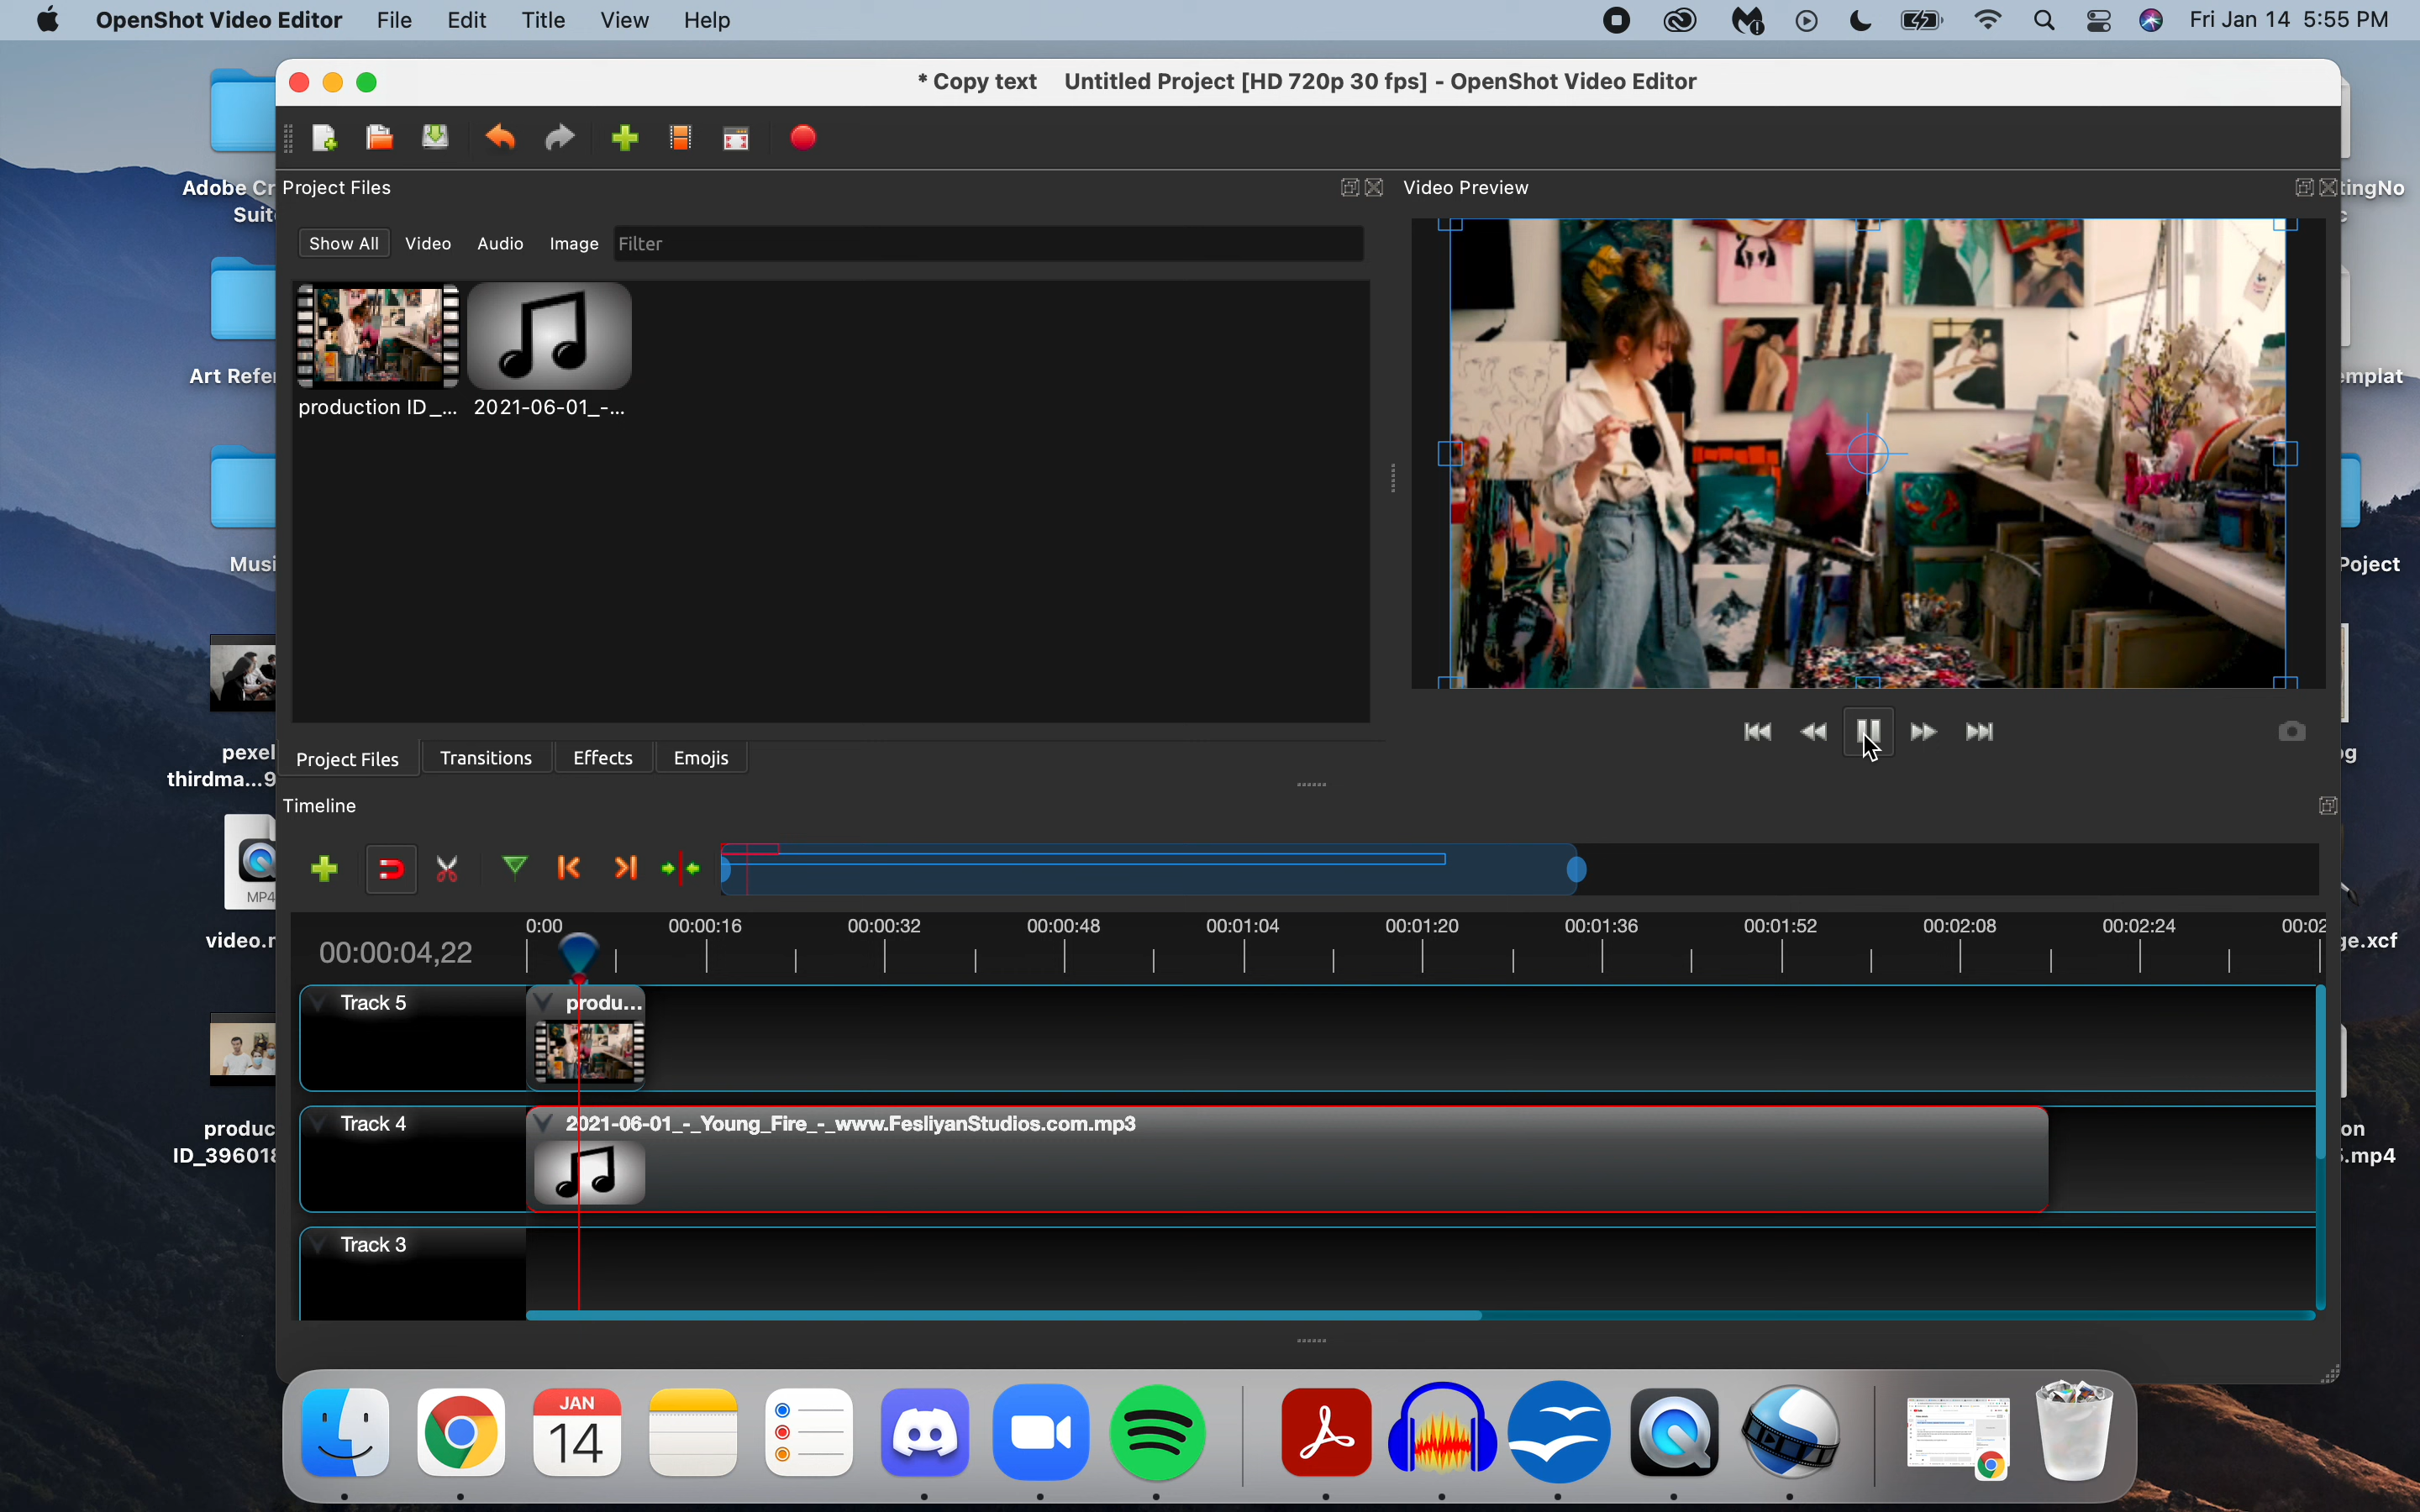 OpenShot Video Editor File Edit Title View Help Fri Jan 14 5:55 PM
* Copy text Untitled Project [HD 720p 30 fps] - OpenShot Video Editor
Adobe Cr
Suit
Art Refer
Musi
pexel
thirdma...9
MP4
video.r
produc
ID_396018
Project Files
Show All Video Audio Image Filter
production ID_... 2021-06-01_-...
Project Files Transitions Effects Emojis
Video Preview
tingNo
c
emplat
Poject
og
ge.xcf
on
5.mp4
Timeline
00:00:04,22 0:00 00:00:16 00:00:32 00:00:48 00:01:04 00:01:20 00:01:36 00:01:52 00:02:08 00:02:24 00:02
Track 5 produ...
Track 4 2021-06-01_-_Young_Fire_-_www.FesliyanStudios.com.mp3
Track 3
JAN
14